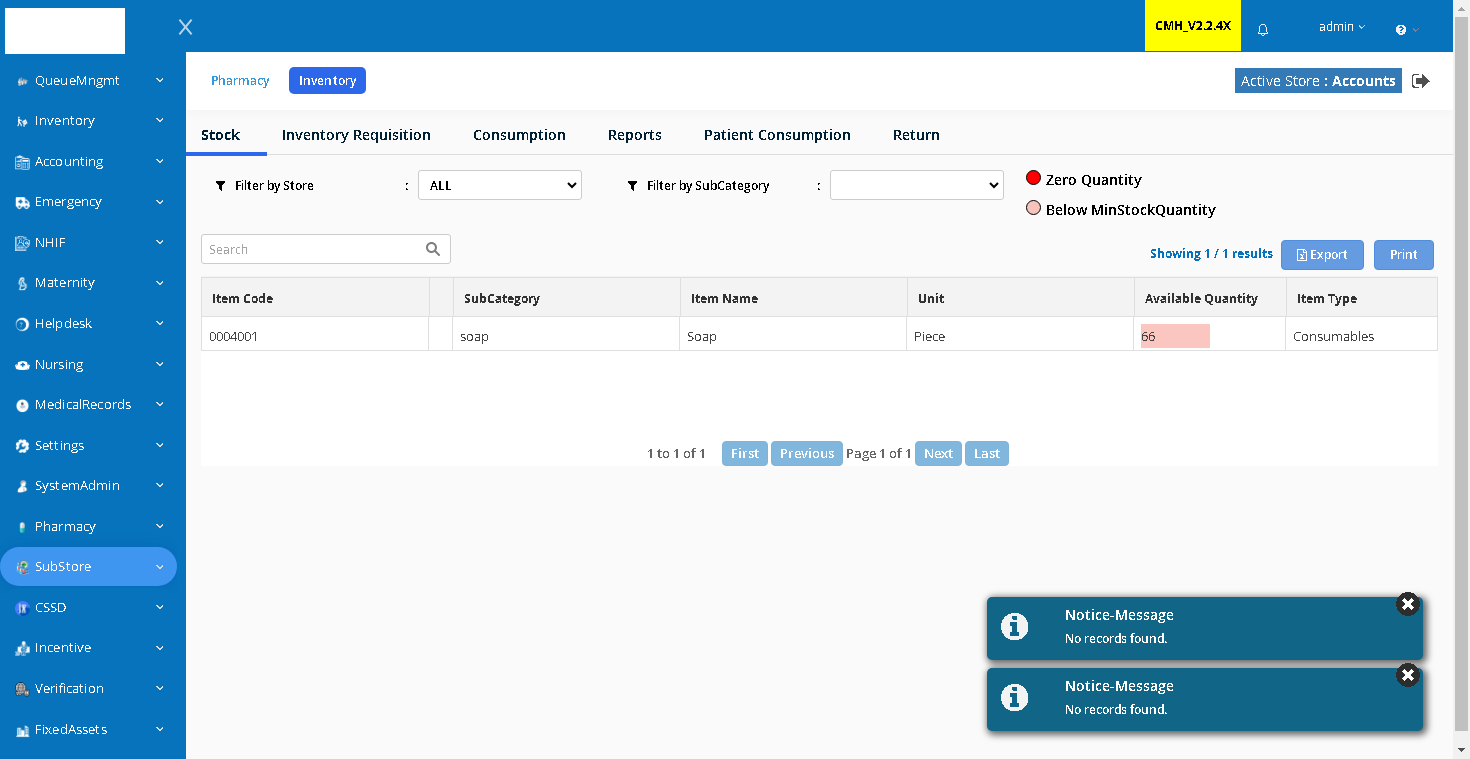 CMH_V2.2.4X
admin
QueueMngmt
Inventory
Accounting
Emergency
NHIF
Maternity
Helpdesk
Nursing
MedicalRecords
Settings
SystemAdmin
Pharmacy
SubStore
CSSD
Incentive
Verification
FixedAssets
Pharmacy Inventory
Active Store : Accounts
Stock Inventory Requisition Consumption Reports Patient Consumption Return
Filter by Store : ALL Filter by SubCategory :
Zero Quantity
Below MinStockQuantity
Search
Showing 1 / 1 results Export Print
Item Code SubCategory Item Name Unit Available Quantity Item Type
0004001 soap Soap Piece 66 Consumables
1 to 1 of 1 First Previous Page 1 of 1 Next Last
Notice-Message
No records found.
Notice-Message
No records found.